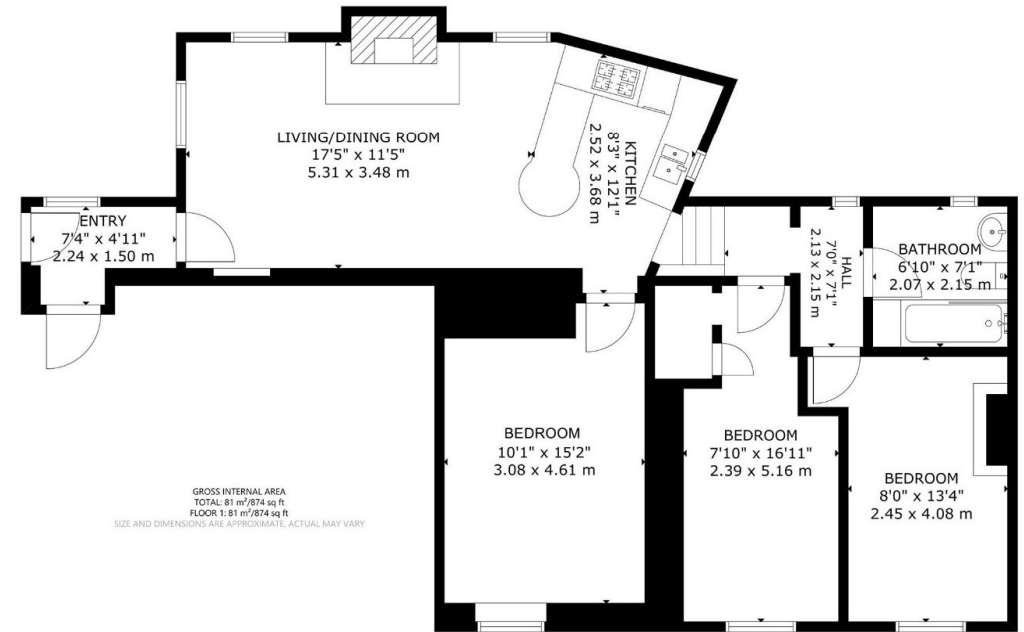 LIVING/DINING ROOM
17'5" x 11'5"
5.31 x 3.48 m
KITCHEN
8'3" x 12'1"
2.52 x 3.68 m
ENTRY
7'4" x 4'11"
2.24 x 1.50 m
HALL
7'0" x 7'1"
2.13 x 2.15 m
BATHROOM
6'10" x 7'1"
2.07 x 2.15 m
BEDROOM
10'1" x 15'2"
3.08 x 4.61 m
BEDROOM
7'10" x 16'11"
2.39 x 5.16 m
BEDROOM
8'0" x 13'4"
2.45 x 4.08 m
GROSS INTERNAL AREA
TOTAL: 81 m²/874 sq ft
FLOOR 1: 81 m²/874 sq ft
SIZE AND DIMENSIONS ARE APPROXIMATE, ACTUAL MAY VARY